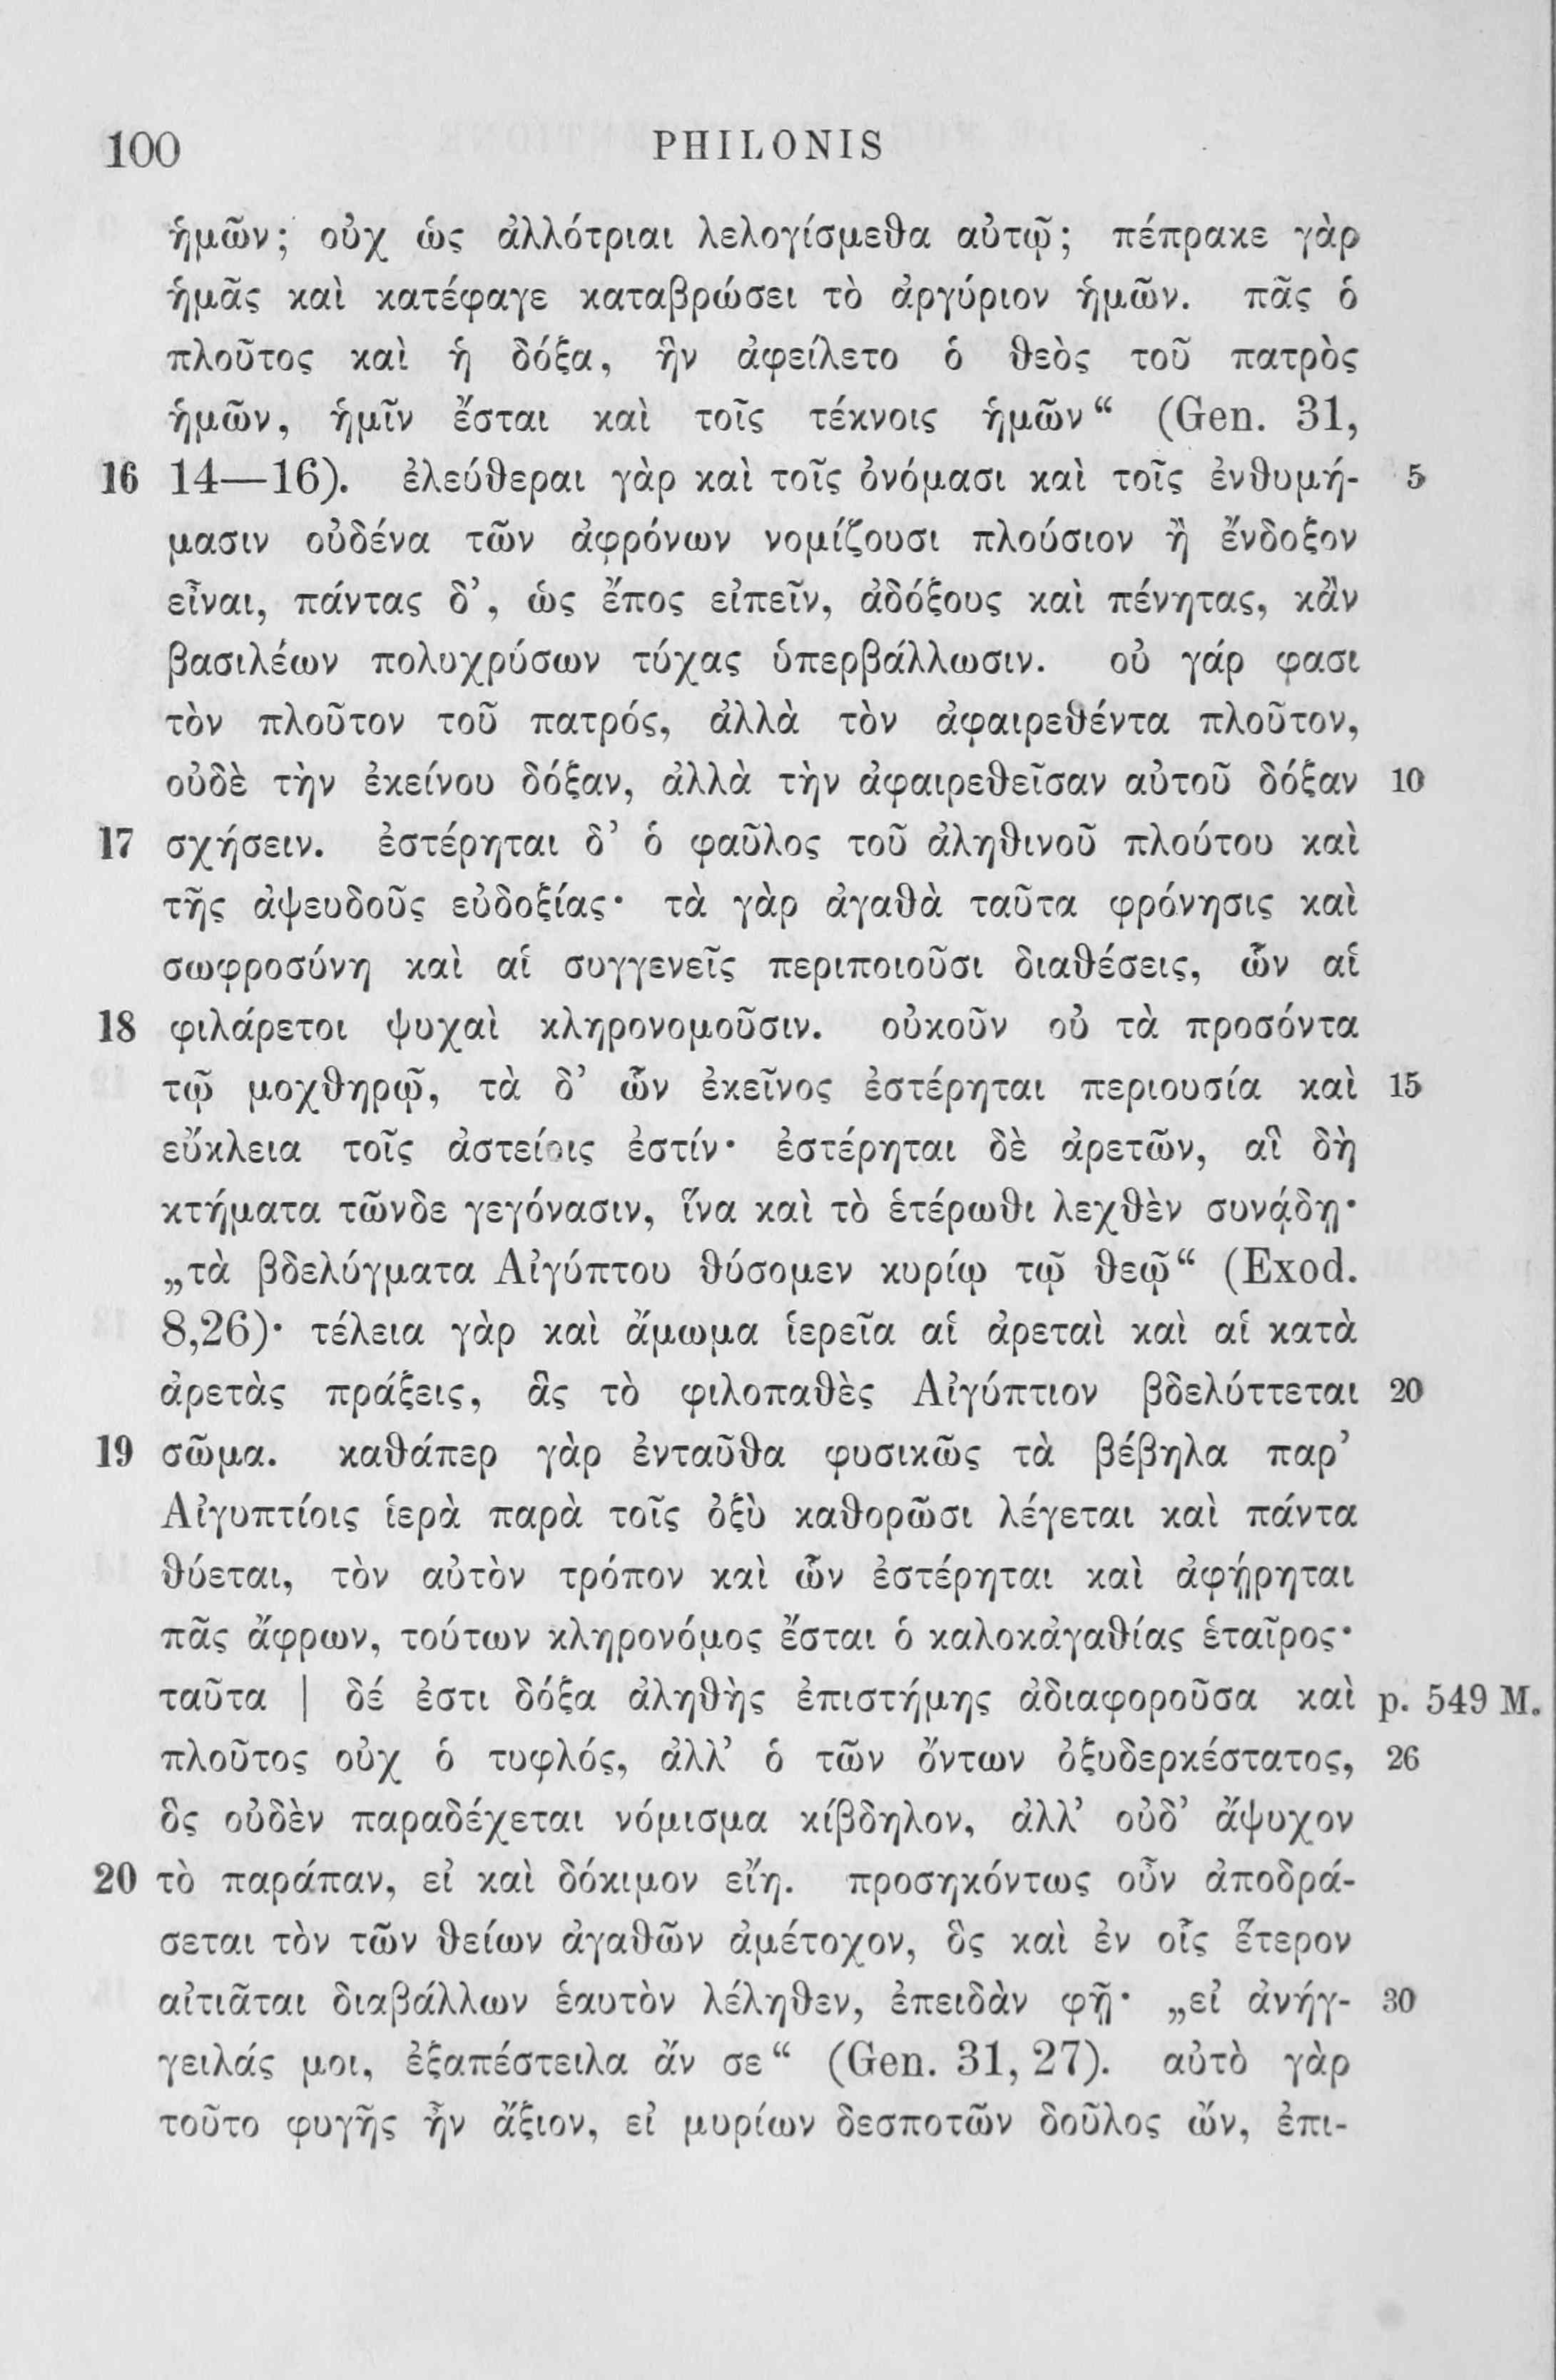 100 PHILONIS
ἡμῶν; οὐχ ὡς ἀλλότριαι λελογίσμεθα αὐτῷ; πέπρακε γὰρ
ἡμᾶς καὶ κατέφαγε καταβρώσει τὸ ἀργύριον ἡμῶν. πᾶς ὁ
πλοῦτος καὶ ἡ δόξα, ἣν ἀφείλετο ὁ θεὸς τοῦ πατρὸς
ἡμῶν, ἡμῖν ἔσται καὶ τοῖς τέκνοις ἡμῶν“ (Gen. 31,
16 14—16). ἐλεύθεραι γὰρ καὶ τοῖς ὀνόμασι καὶ τοῖς ἐνθυμή- 5
μασιν οὐδένα τῶν ἀφρόνων νομίζουσι πλούσιον ἢ ἔνδοξον
εἶναι, πάντας δ’, ὡς ἔπος εἰπεῖν, ἀδόξους καὶ πένητας, κἂν
βασιλέων πολυχρύσων τύχας ὑπερβάλλωσιν. οὐ γάρ φασι
τὸν πλοῦτον τοῦ πατρός, ἀλλὰ τὸν ἀφαιρεθέντα πλοῦτον,
οὐδὲ τὴν ἐκείνου δόξαν, ἀλλὰ τὴν ἀφαιρεθεῖσαν αὐτοῦ δόξαν 10
17 σχήσειν. ἐστέρηται δ’ ὁ φαῦλος τοῦ ἀληθινοῦ πλούτου καὶ
τῆς ἀψευδοῦς εὐδοξίας· τὰ γὰρ ἀγαθὰ ταῦτα φρόνησις καὶ
σωφροσύνη καὶ αἱ συγγενεῖς περιποιοῦσι διαθέσεις, ὧν αἱ
18 φιλάρετοι ψυχαὶ κληρονομοῦσιν. οὐκοῦν οὐ τὰ προσόντα
τῷ μοχθηρῷ, τὰ δ’ ὧν ἐκεῖνος ἐστέρηται περιουσία καὶ 15
εὔκλεια τοῖς ἀστείοις ἐστίν· ἐστέρηται δὲ ἀρετῶν, αἳ δὴ
κτήματα τῶνδε γεγόνασιν, ἵνα καὶ τὸ ἑτέρωθι λεχθὲν συνᾴδῃ·
„τὰ βδελύγματα Αἰγύπτου θύσομεν κυρίῳ τῷ θεῷ“ (Exod.
8,26)· τέλεια γὰρ καὶ ἄμωμα ἱερεῖα αἱ ἀρεταὶ καὶ αἱ κατὰ
ἀρετὰς πράξεις, ἃς τὸ φιλοπαθὲς Αἰγύπτιον βδελύττεται 20
19 σῶμα. καθάπερ γὰρ ἐνταῦθα φυσικῶς τὰ βέβηλα παρ’
Αἰγυπτίοις ἱερὰ παρὰ τοῖς ὀξὺ καθορῶσι λέγεται καὶ πάντα
θύεται, τὸν αὐτὸν τρόπον καὶ ὧν ἐστέρηται καὶ ἀφῄρηται
πᾶς ἄφρων, τούτων κληρονόμος ἔσται ὁ καλοκἀγαθίας ἑταῖρος·
ταῦτα | δέ ἐστι δόξα ἀληθὴς ἐπιστήμης ἀδιαφοροῦσα καὶ p. 549 M.
πλοῦτος οὐχ ὁ τυφλός, ἀλλ’ ὁ τῶν ὄντων ὀξυδερκέστατος, 26
ὃς οὐδὲν παραδέχεται νόμισμα κίβδηλον, ἀλλ’ οὐδ’ ἄψυχον
20 τὸ παράπαν, εἰ καὶ δόκιμον εἴη. προσηκόντως οὖν ἀποδρά-
σεται τὸν τῶν θείων ἀγαθῶν ἀμέτοχον, ὃς καὶ ἐν οἷς ἕτερον
αἰτιᾶται διαβάλλων ἑαυτὸν λέληθεν, ἐπειδὰν φῇ· „εἰ ἀνήγ- 30
γειλάς μοι, ἐξαπέστειλα ἄν σε“ (Gen. 31, 27). αὐτὸ γὰρ
τοῦτο φυγῆς ἦν ἄξιον, εἰ μυρίων δεσποτῶν δοῦλος ὤν, ἐπι-